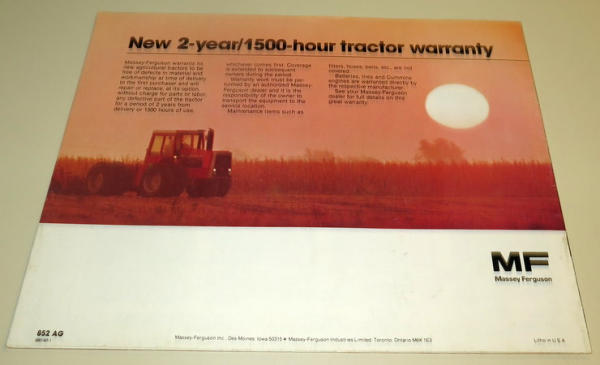 New 2-year/1500-hour tractor warranty
Massey-Ferguson warrants its
new agricultural tractors to be
free of defects in material and
workmanship at time of delivery
to the first purchaser and will
repair or replace, at its option,
without charge for parts or labor,
any defective part of the tractor
for a period of 2 years from
delivery or 1500 hours of use,
whichever comes first. Coverage
is extended to subsequent
owners during the period.
Warranty work must be per-
formed by an authorized Massey-
Ferguson dealer and it is the
responsibility of the owner to
transport the equipment to the
service location.
Maintenance items such as
filters, hoses, belts, etc., are not
covered.
Batteries, tires and Cummins
engines are warranted directly by
the respective manufacturer.
See your Massey-Ferguson
dealer for full details on this
great warranty.
MF
Massey Ferguson
852 AG
Massey-Ferguson Inc., Des Moines, Iowa 50315 • Massey-Ferguson Industries Limited, Toronto, Ontario M6K 1E3
Litho in U.S.A.